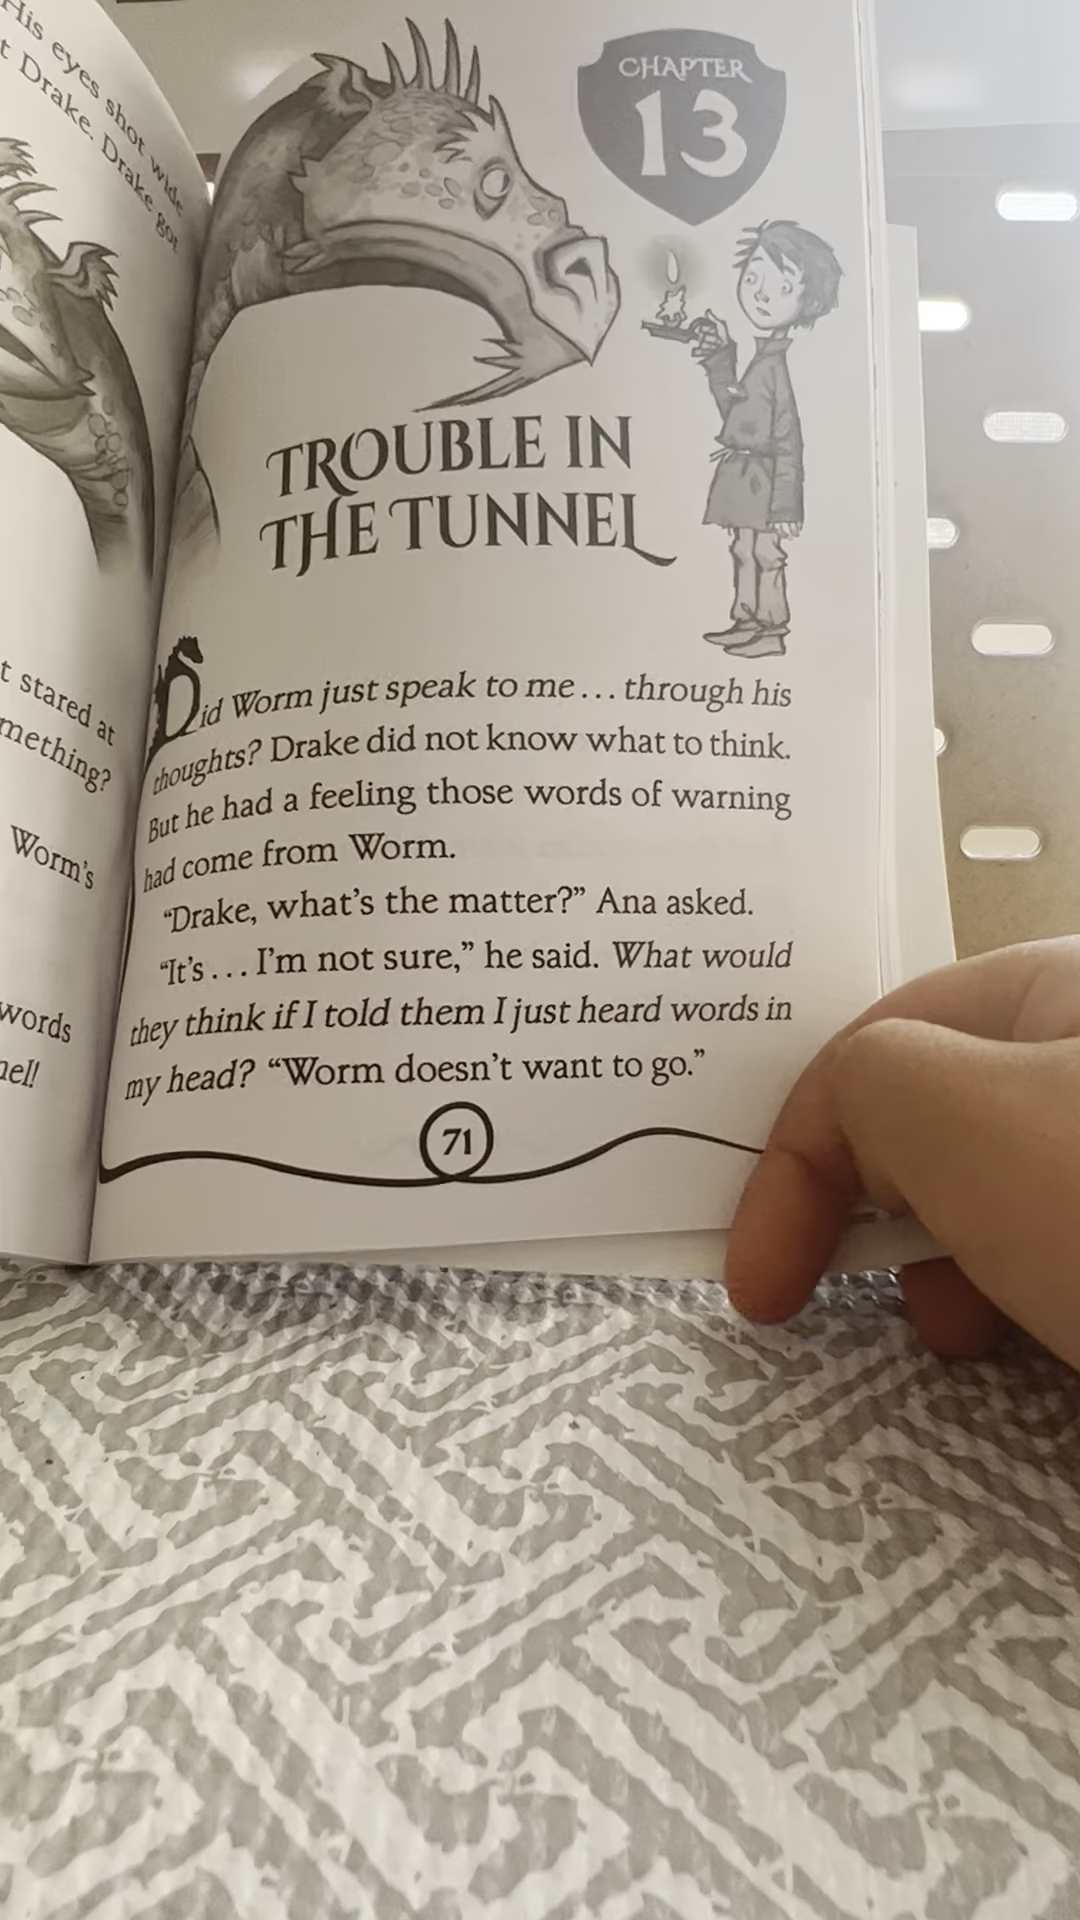 His eyes shot wide
t Drake. Drake got
t stared at
mething?
Worm's
words
nel!
CHAPTER
13
TROUBLE IN
THE TUNNEL
Did Worm just speak to me... through his
thoughts? Drake did not know what to think.
But he had a feeling those words of warning
had come from Worm.
“Drake, what’s the matter?” Ana asked.
“It’s... I’m not sure,” he said. What would
they think if I told them I just heard words in
my head? “Worm doesn’t want to go.”
71